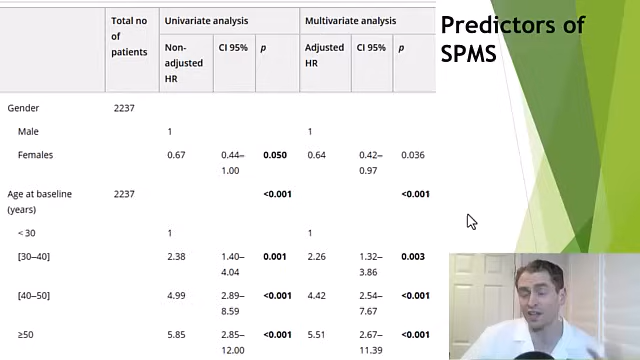 Predictors of
SPMS
Total no of patients Univariate analysis Multivariate analysis
Non-adjusted HR CI 95% p Adjusted HR CI 95% p
Gender 2237
Male 1 1
Females 0.67 0.44–1.00 0.050 0.64 0.42–0.97 0.036
Age at baseline (years) 2237 <0.001 <0.001
< 30 1 1
[30–40] 2.38 1.40–4.04 0.001 2.26 1.32–3.86 0.003
[40–50] 4.99 2.89–8.59 <0.001 4.42 2.54–7.67 <0.001
≥50 5.85 2.85–12.00 <0.001 5.51 2.67–11.39 <0.001